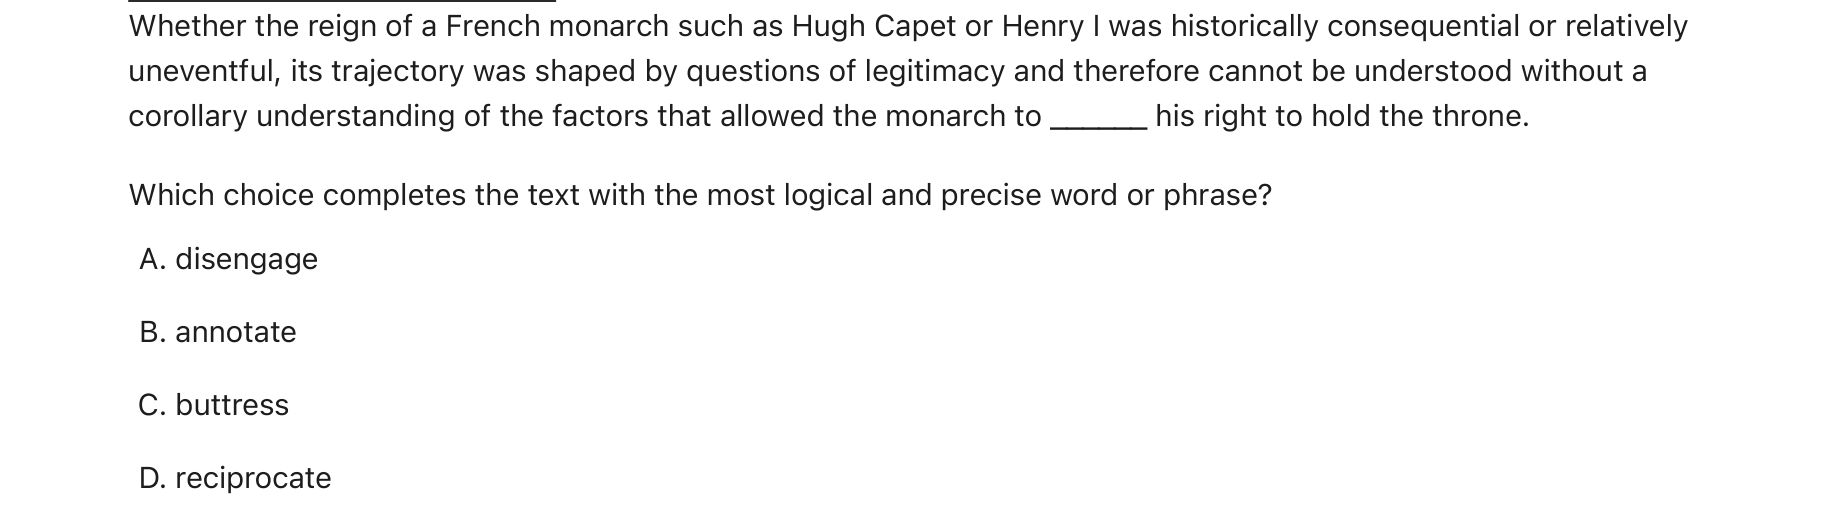 Whether the reign of a French monarch such as Hugh Capet or Henry I was historically consequential or relatively
uneventful, its trajectory was shaped by questions of legitimacy and therefore cannot be understood without a
corollary understanding of the factors that allowed the monarch to ______ his right to hold the throne.
Which choice completes the text with the most logical and precise word or phrase?
A. disengage
B. annotate
C. buttress
D. reciprocate